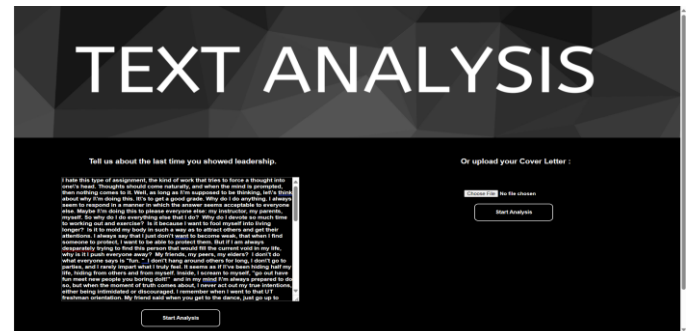 TEXT ANALYSIS
Tell us about the last time you showed leadership.
I hate this type of assignment, the kind of work that tries to force a thought into
one\'s head. Thoughts should come naturally, and when the mind is prompted,
then nothing comes to it. Well, as long as I\'m supposed to be thinking, let\'s think
about why I\'m doing this. It\'s to get a good grade. Why do I do anything, I always
seem to respond in a manner in which the answer seems acceptable to everyone
else. Maybe I\'m doing this to please everyone else my instructor, my parents,
myself. So why do I do everything else that I do? Why do I devote so much time
to working out and exercise? Is it because I want to fool myself into living
longer? Is it to mold my body in such a way as to attract others and get their
attentions. I always say that I just don\'t want to become weak, that when I find
someone to protect, I want to be able to protect them. But if I am always
desparately trying to find this person that would fill the current void in my life,
why is it I push everyone away? My friends, my peers, my elders? I don\'t do
what everyone says is "fun. " I don\'t hang around others for long, I don\'t go to
parties, and I rarely impart what I truly feel. It seems as if I\'ve been hiding half my
life, hiding from others and from myself. Inside, I scream to myself, "go out have
fun meet new people you boring dolt!" and in my mind I\'m always prepared to do
so, but when the moment of truth comes about, I never act out my true intentions,
either being intimidated or discouraged. I remember when I went to that UT
freshman orientation. My friend said when you get to the dance, just go up to
Start Analysis
Or upload your Cover Letter :
Choose File No file chosen
Start Analysis